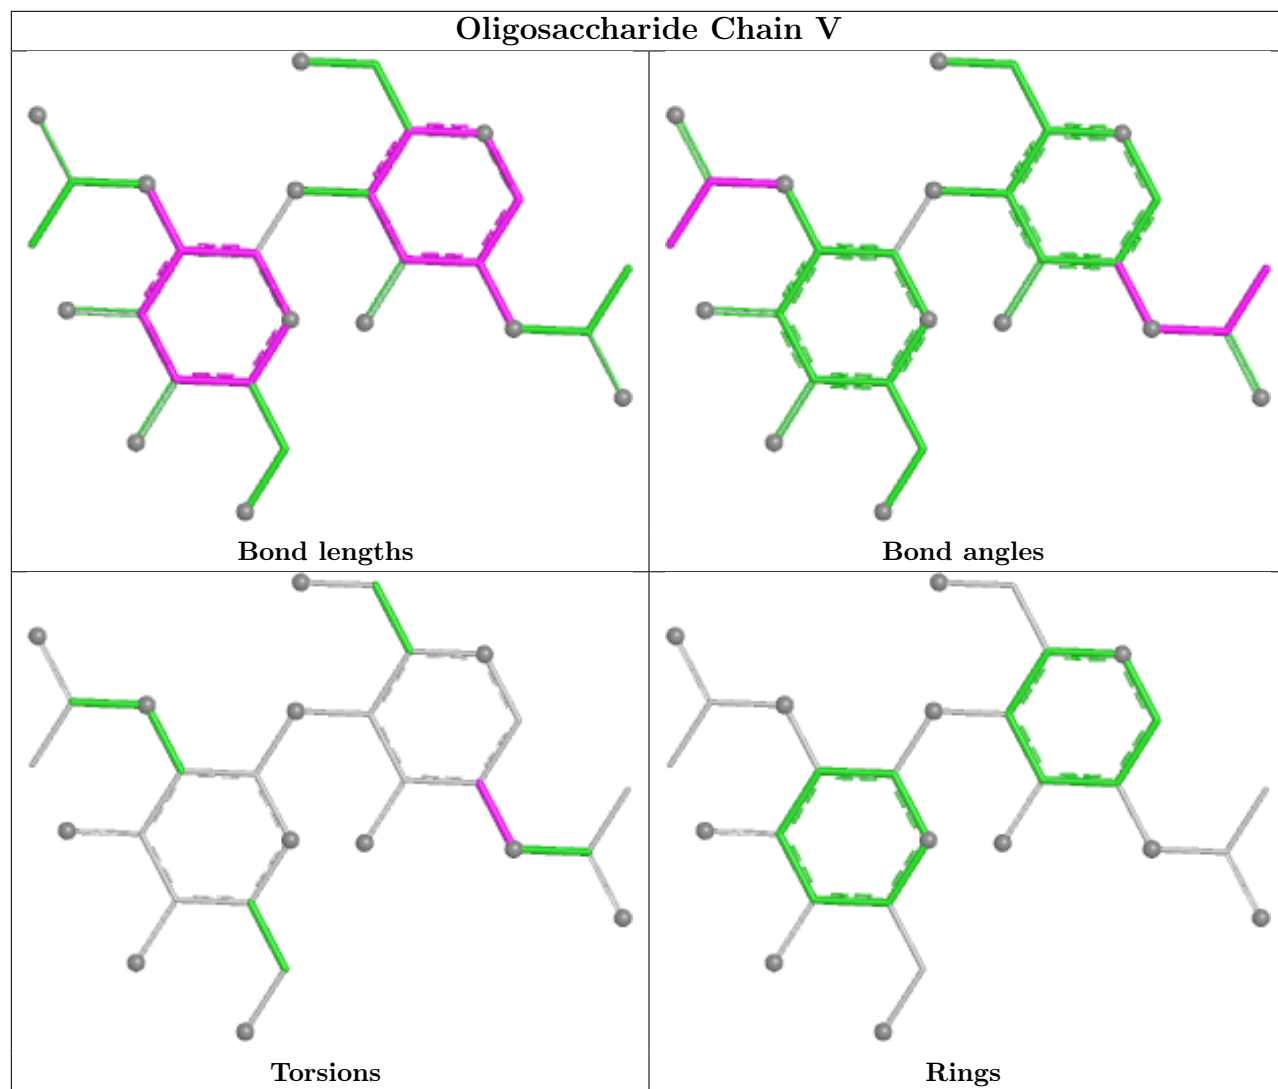 Oligosaccharide Chain V
Bond lengths
Bond angles
Torsions
Rings